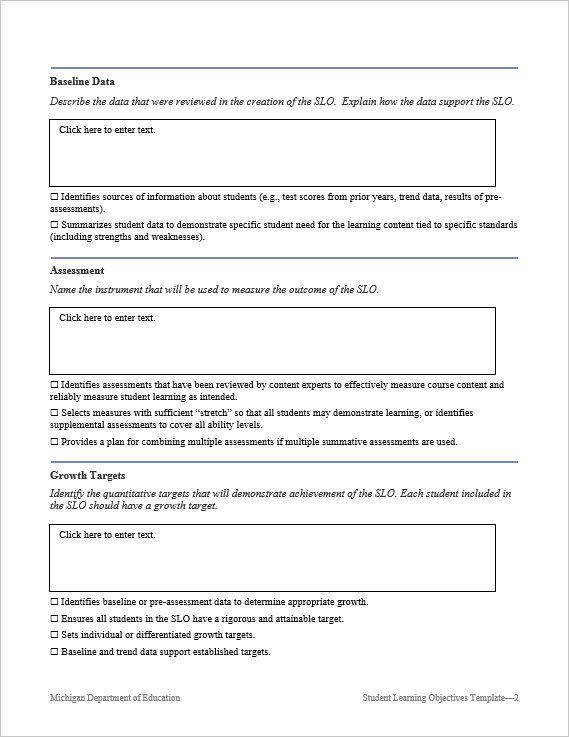 Baseline Data
Describe the data that were reviewed in the creation of the SLO.  Explain how the data support the SLO.
Click here to enter text.
☐ Identifies sources of information about students (e.g., test scores from prior years, trend data, results of pre-
assessments).
☐ Summarizes student data to demonstrate specific student need for the learning content tied to specific standards
(including strengths and weaknesses).
Assessment
Name the instrument that will be used to measure the outcome of the SLO.
Click here to enter text.
☐ Identifies assessments that have been reviewed by content experts to effectively measure course content and
reliably measure student learning as intended.
☐ Selects measures with sufficient “stretch” so that all students may demonstrate learning, or identifies
supplemental assessments to cover all ability levels.
☐ Provides a plan for combining multiple assessments if multiple summative assessments are used.
Growth Targets
Identify the quantitative targets that will demonstrate achievement of the SLO. Each student included in
the SLO should have a growth target.
Click here to enter text.
☐ Identifies baseline or pre-assessment data to determine appropriate growth.
☐ Ensures all students in the SLO have a rigorous and attainable target.
☐ Sets individual or differentiated growth targets.
☐ Baseline and trend data support established targets.
Michigan Department of Education Student Learning Objectives Template—2